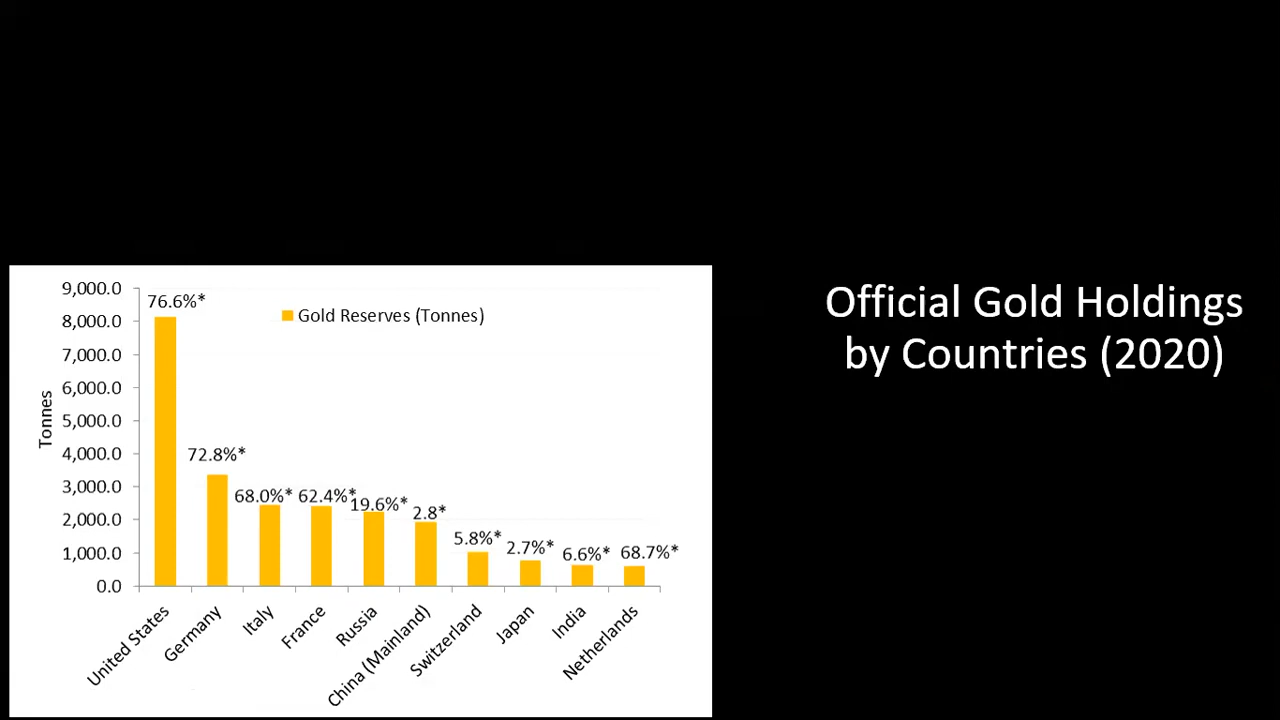 9,000.0
76.6%*
Gold Reserves (Tonnes)
8,000.0
7,000.0
6,000.0
5,000.0
4,000.0
3,000.0
2,000.0
1,000.0
0.0
Tonnes
72.8%*
68.0%*
62.4%*
19.6%*
2.8*
5.8%*
2.7%*
6.6%*
68.7%*
United States
Germany
Italy
France
Russia
China (Mainland)
Switzerland
Japan
India
Netherlands
Official Gold Holdings
by Countries (2020)